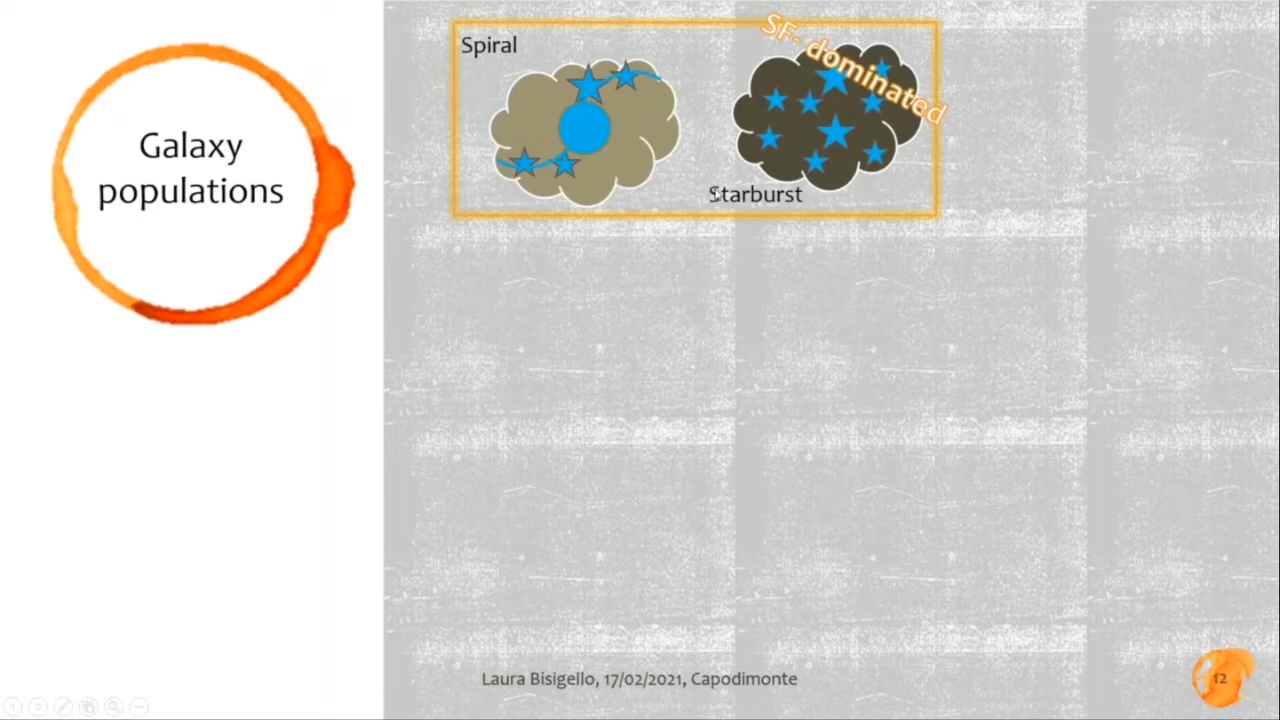 Galaxy
populations
Spiral
SF- dominated
Starburst
Laura Bisigello, 17/02/2021, Capodimonte
12